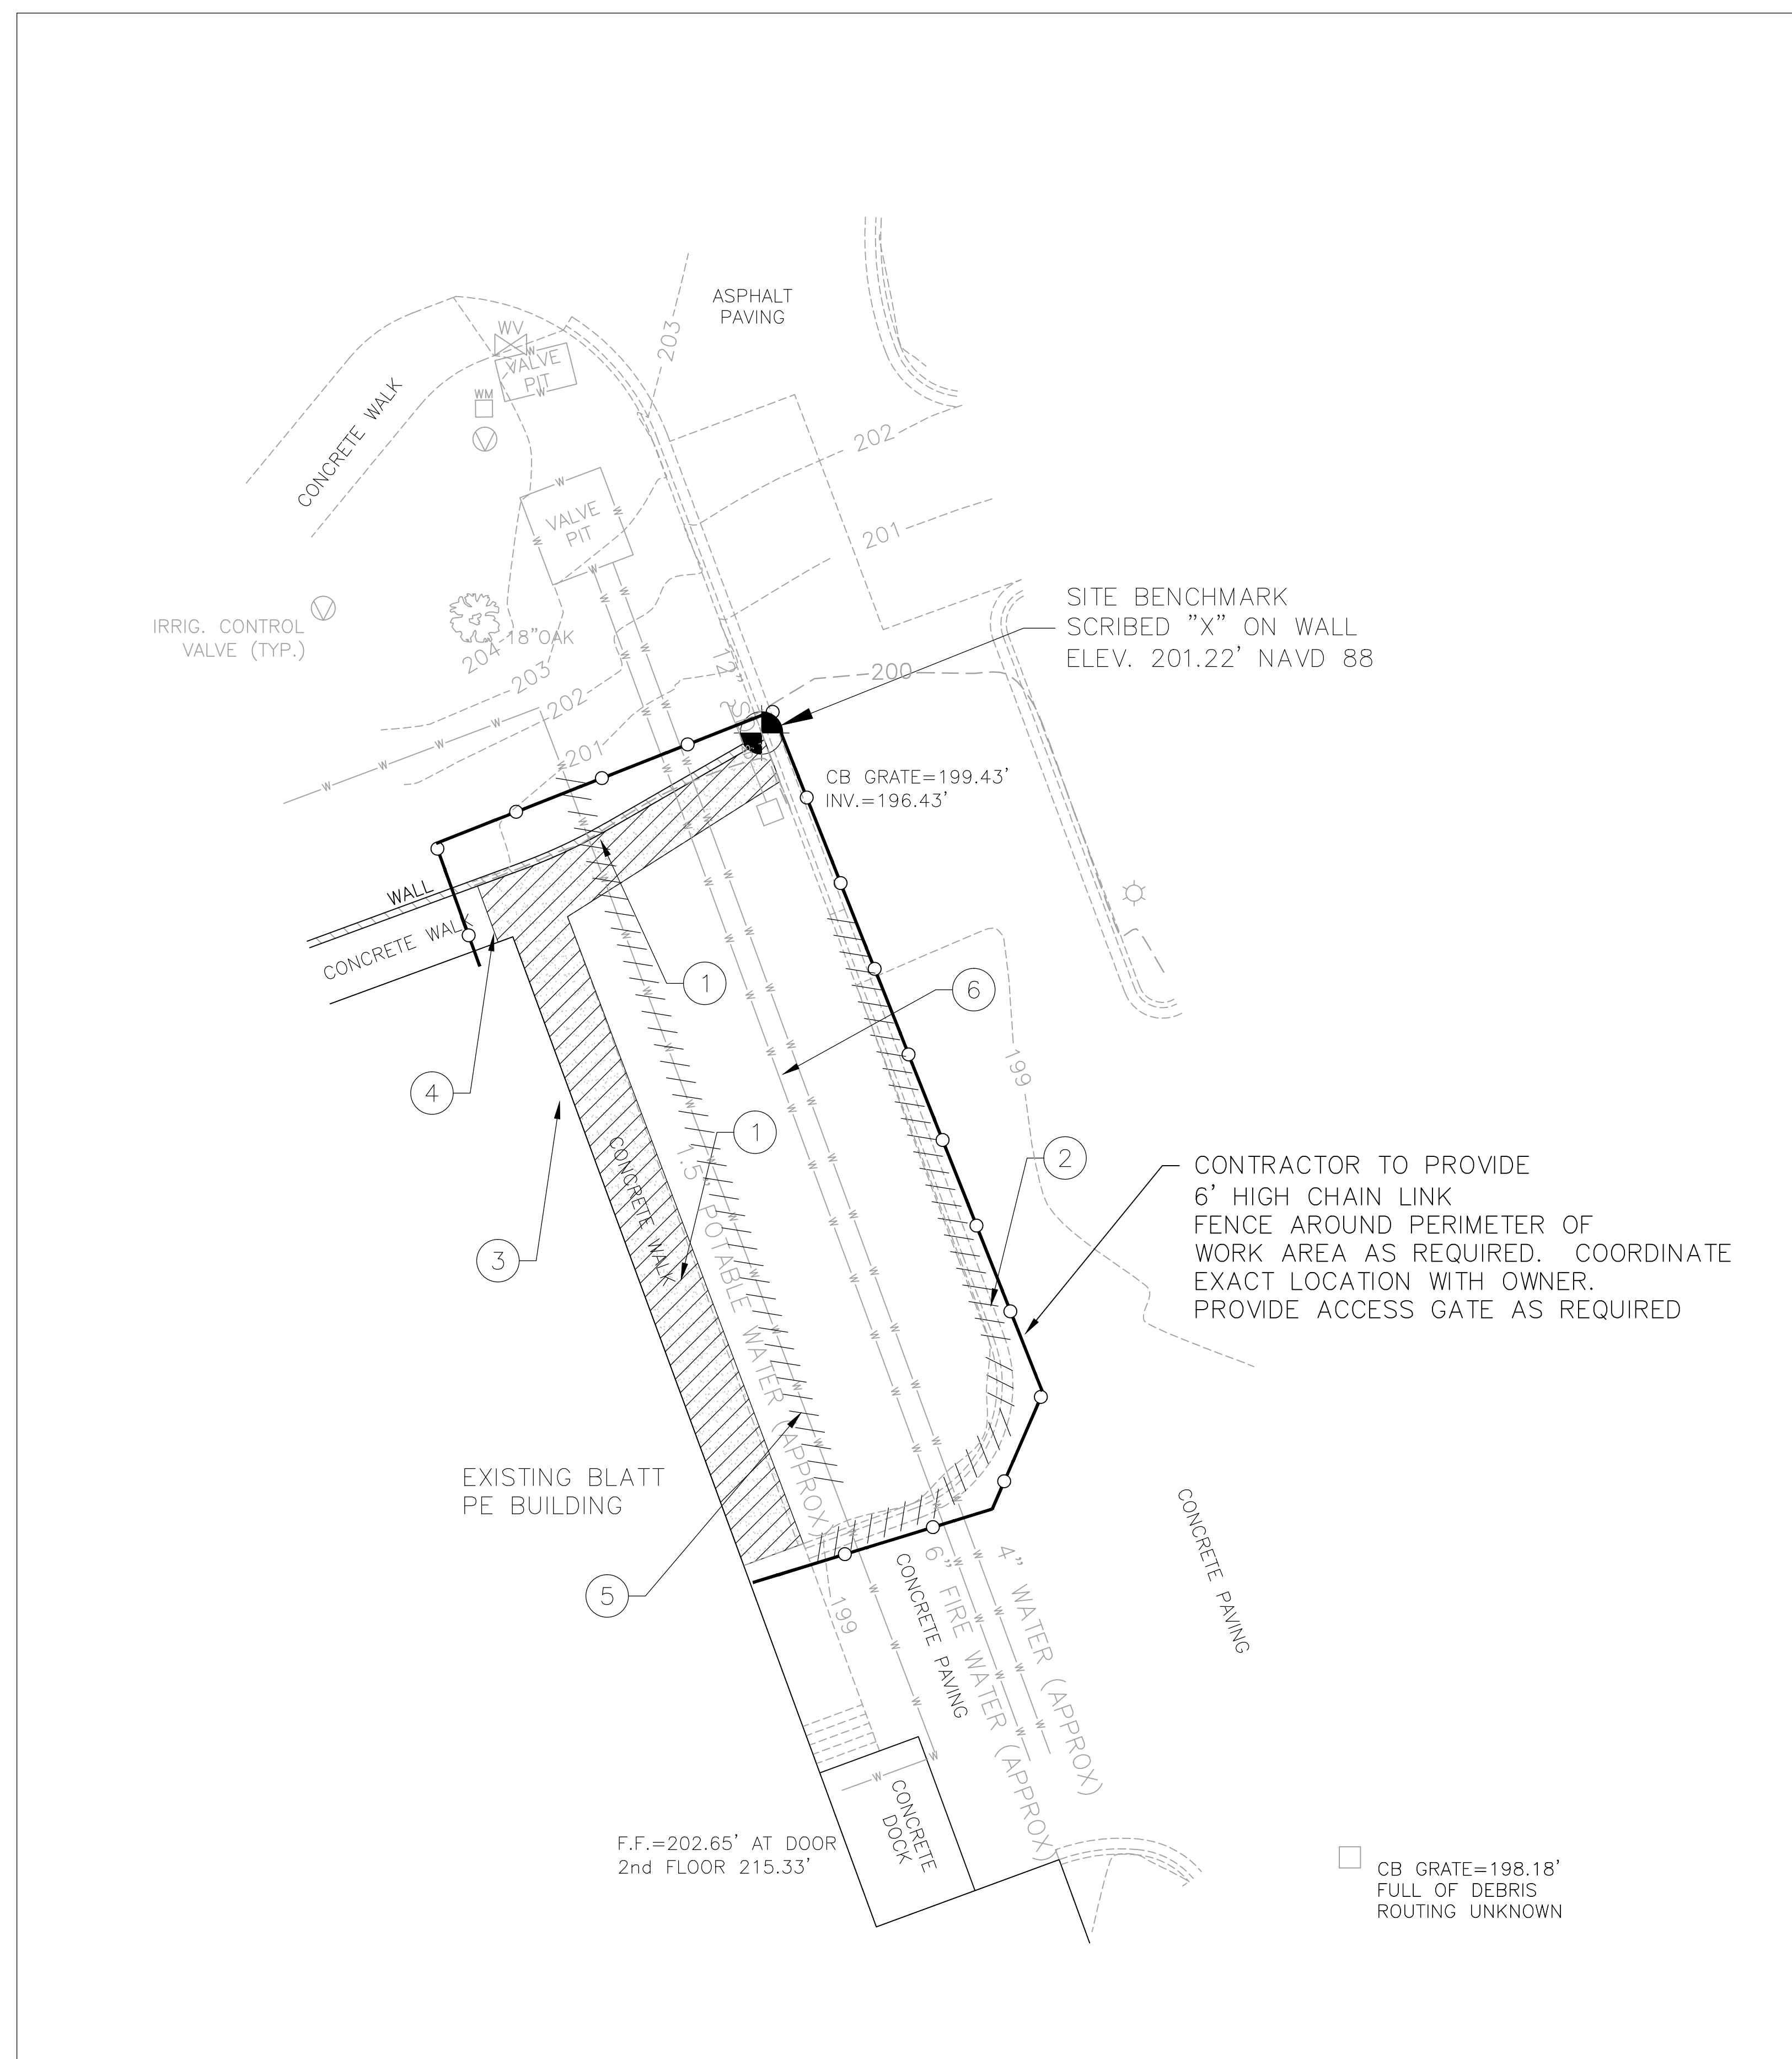 ASPHALT
PAVING
203
WV
VALVE
PIT
W
W
WM
CONCRETE WALK
202
W
VALVE
PIT
W
201
SITE BENCHMARK
SCRIBED "X" ON WALL
ELEV. 201.22' NAVD 88
IRRIG. CONTROL
VALVE (TYP.)
18"OAK
204
203
202
201
200
12" SD
CB GRATE=199.43'
INV.=196.43'
WALL
CONCRETE WALK
1
6
4
199
1
2
3
CONCRETE WALK
1.5" POTABLE WATER (APPROX)
CONTRACTOR TO PROVIDE
6' HIGH CHAIN LINK
FENCE AROUND PERIMETER OF
WORK AREA AS REQUIRED. COORDINATE
EXACT LOCATION WITH OWNER.
PROVIDE ACCESS GATE AS REQUIRED
EXISTING BLATT
PE BUILDING
5
199
CONCRETE PAVING
6" FIRE WATER (APPROX)
4" WATER (APPROX)
CONCRETE PAVING
CONCRETE
DOCK
F.F.=202.65' AT DOOR
2nd FLOOR 215.33'
CB GRATE=198.18'
FULL OF DEBRIS
ROUTING UNKNOWN